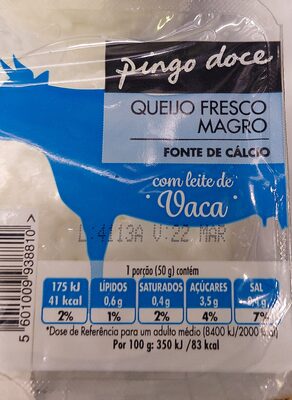 pingo doce
QUEIJO FRESCO
MAGRO
FONTE DE CÁLCIO
com leite de
Vaca
L:4113A V:22 MAR
1 porção (50 g) contém
175 kJ
41 kcal
2%
LÍPIDOS
0,6 g
1%
SATURADOS
0,4 g
2%
AÇUCARES
3,5 g
4%
SAL
0,4 g
7%
*Dose de Referência para um adulto médio (8400 kJ/2000 kcal)
Por 100 g: 350 kJ /83 kcal
5 601009 938810 >